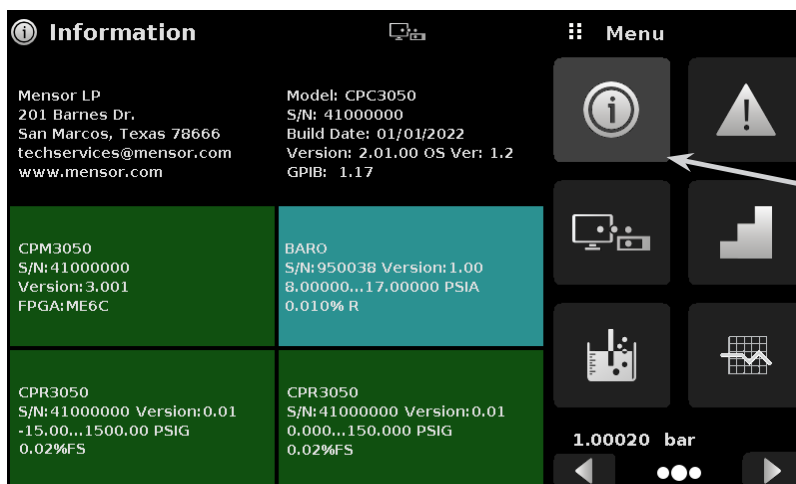 Information
Menu
Mensor LP
201 Barnes Dr.
San Marcos, Texas 78666
techservices@mensor.com
www.mensor.com
Model: CPC3050
S/N: 41000000
Build Date: 01/01/2022
Version: 2.01.00 OS Ver: 1.2
GPIB: 1.17
CPM3050
S/N:41000000
Version:3.001
FPGA:ME6C
BARO
S/N:950038 Version:1.00
8.00000...17.00000 PSIA
0.010% R
CPR3050
S/N:41000000 Version:0.01
-15.00...1500.00 PSIG
0.02%FS
CPR3050
S/N:41000000 Version:0.01
0.000...150.000 PSIG
0.02%FS
1.00020 bar